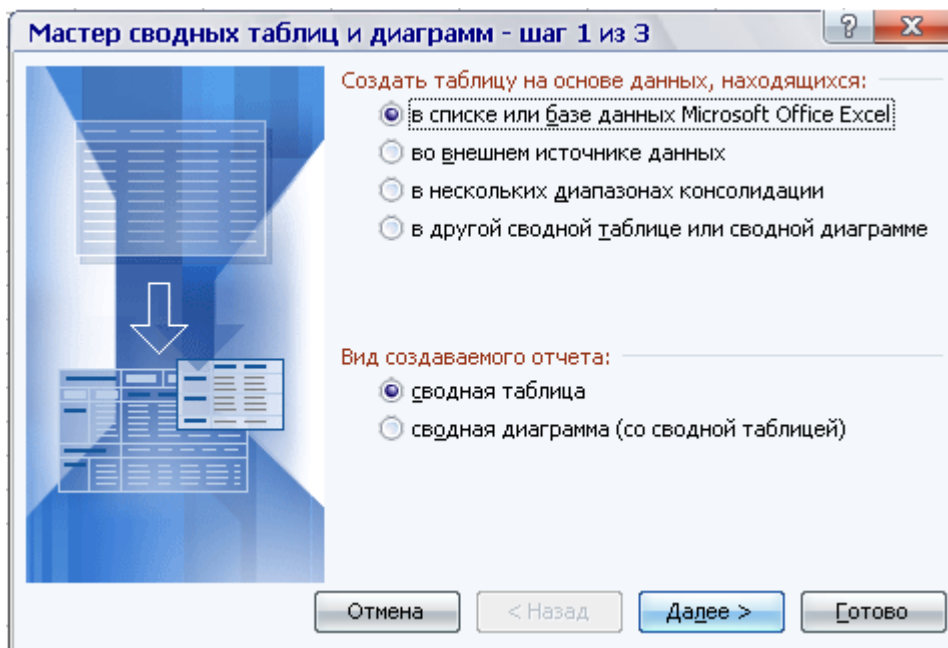 Мастер сводных таблиц и диаграмм - шаг 1 из 3
?
X
Создать таблицу на основе данных, находящихся:
в списке или базе данных Microsoft Office Excel
во внешнем источнике данных
в нескольких диапазонах консолидации
в другой сводной таблице или сводной диаграмме
Вид создаваемого отчета:
сводная таблица
сводная диаграмма (со сводной таблицей)
Отмена
< Назад
Далее >
Готово